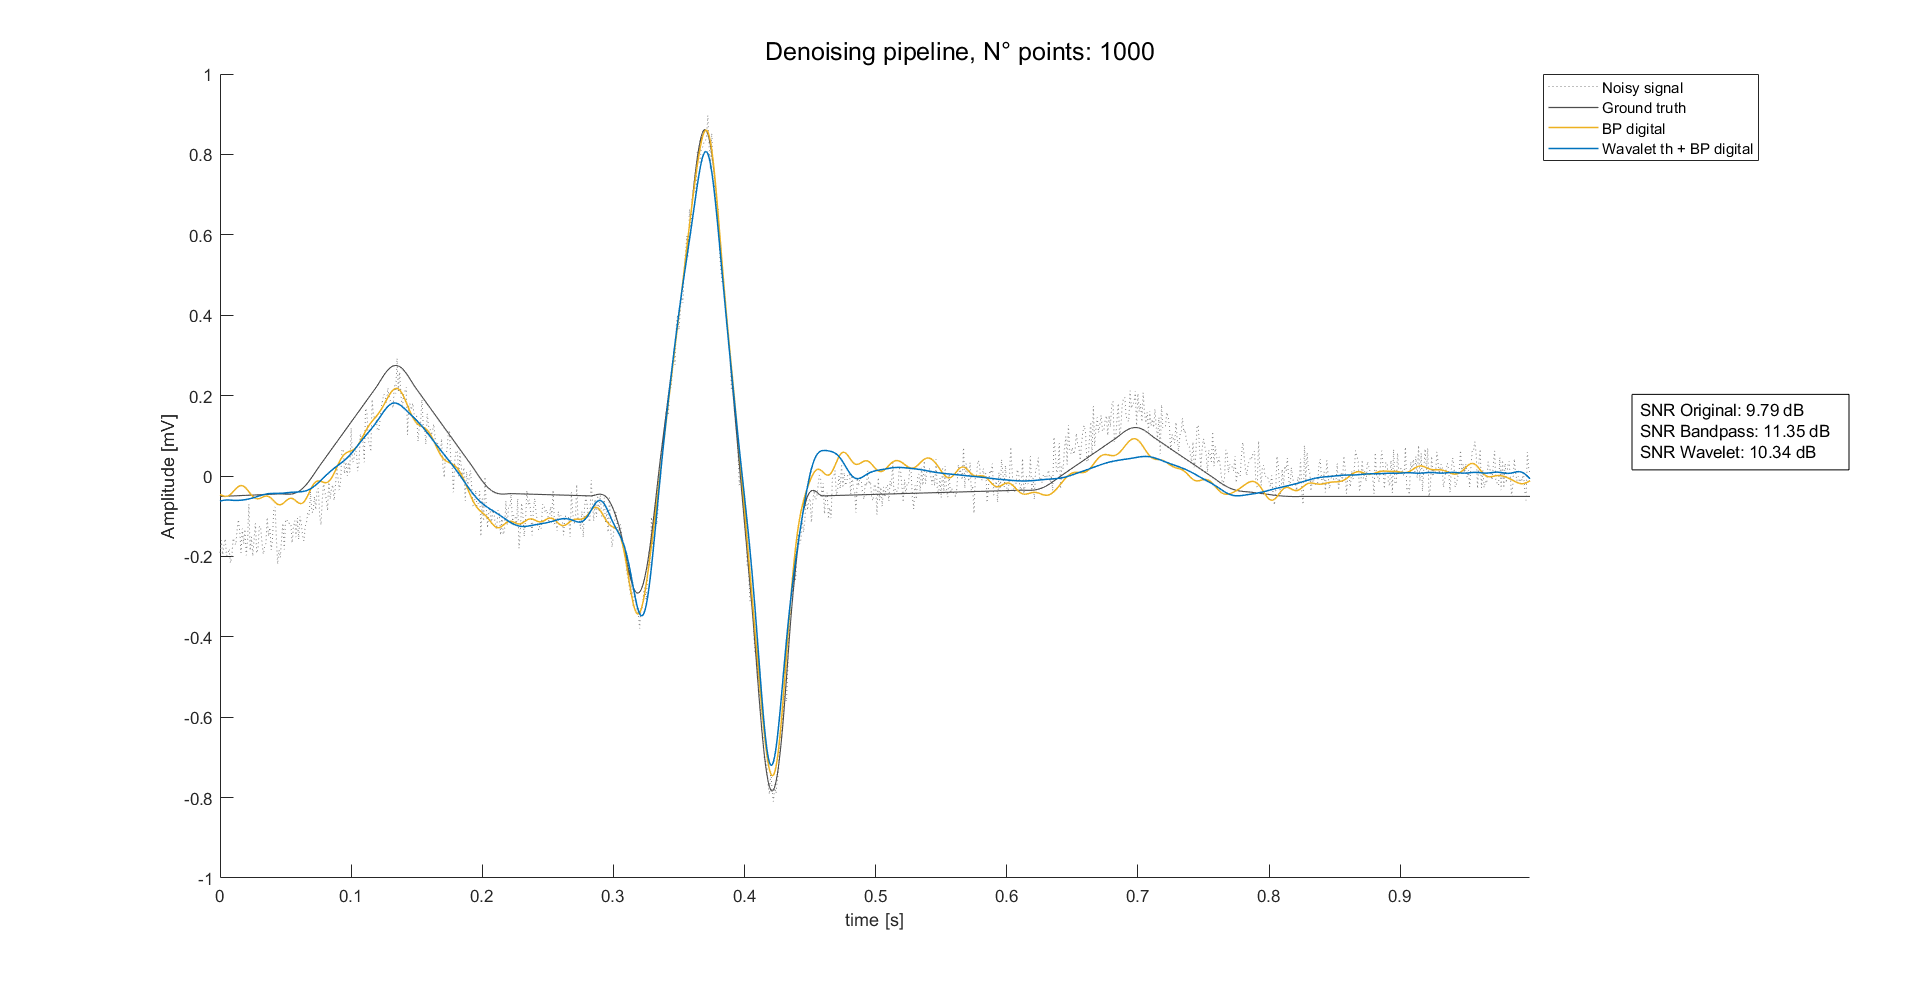 Denoising pipeline, N° points: 1000
1
0.8
0.6
0.4
0.2
0
-0.2
-0.4
-0.6
-0.8
-1
Amplitude [mV]
0
0.1
0.2
0.3
0.4
0.5
0.6
0.7
0.8
0.9
time [s]
Noisy signal
Ground truth
BP digital
Wavalet th + BP digital
SNR Original: 9.79 dB
SNR Bandpass: 11.35 dB
SNR Wavelet: 10.34 dB